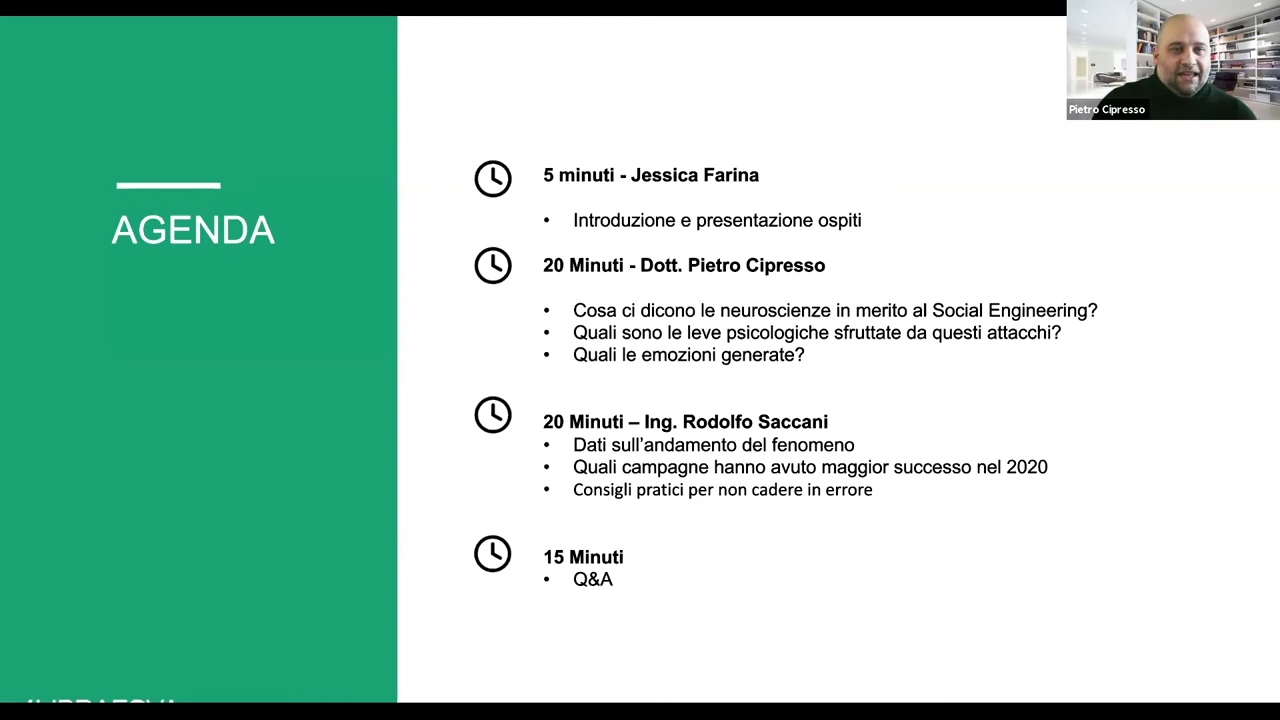 Pietro Cipresso
AGENDA
5 minuti - Jessica Farina
• Introduzione e presentazione ospiti
20 Minuti - Dott. Pietro Cipresso
• Cosa ci dicono le neuroscienze in merito al Social Engineering?
• Quali sono le leve psicologiche sfruttate da questi attacchi?
• Quali le emozioni generate?
20 Minuti – Ing. Rodolfo Saccani
• Dati sull'andamento del fenomeno
• Quali campagne hanno avuto maggior successo nel 2020
• Consigli pratici per non cadere in errore
15 Minuti
• Q&A